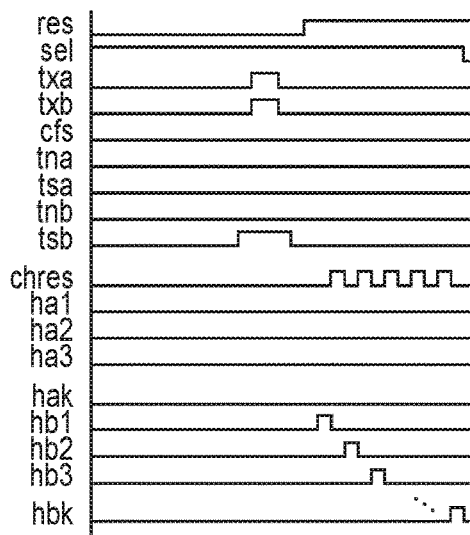 res
sel
txa
txb
cfs
tna
tsa
tnb
tsb
chres
ha1
ha2
ha3
hak
hb1
hb2
hb3
hbk